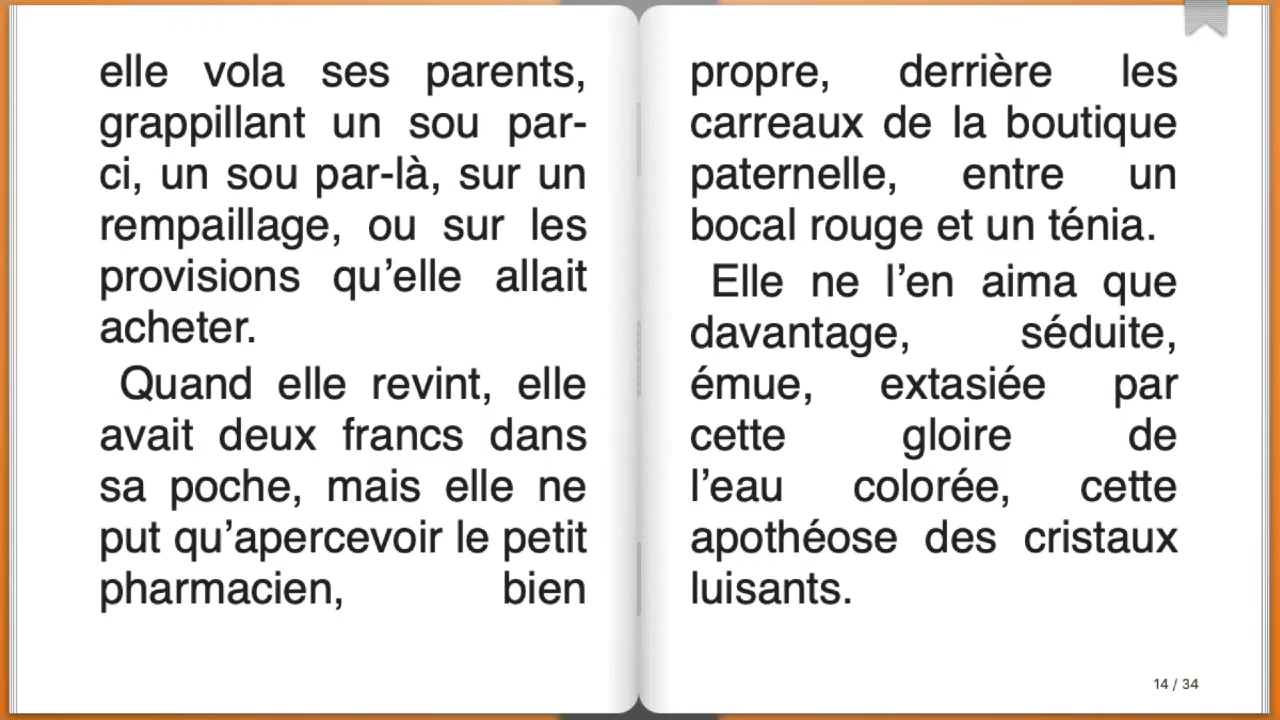 elle vola ses parents,
grappillant un sou par-
ci, un sou par-là, sur un
rempaillage, ou sur les
provisions qu’elle allait
acheter.
Quand elle revint, elle
avait deux francs dans
sa poche, mais elle ne
put qu’apercevoir le petit
pharmacien, bien
propre, derrière les
carreaux de la boutique
paternelle, entre un
bocal rouge et un ténia.
Elle ne l’en aima que
davantage, séduite,
émue, extasiée par
cette gloire de
l’eau colorée, cette
apothéose des cristaux
luisants.
14 / 34